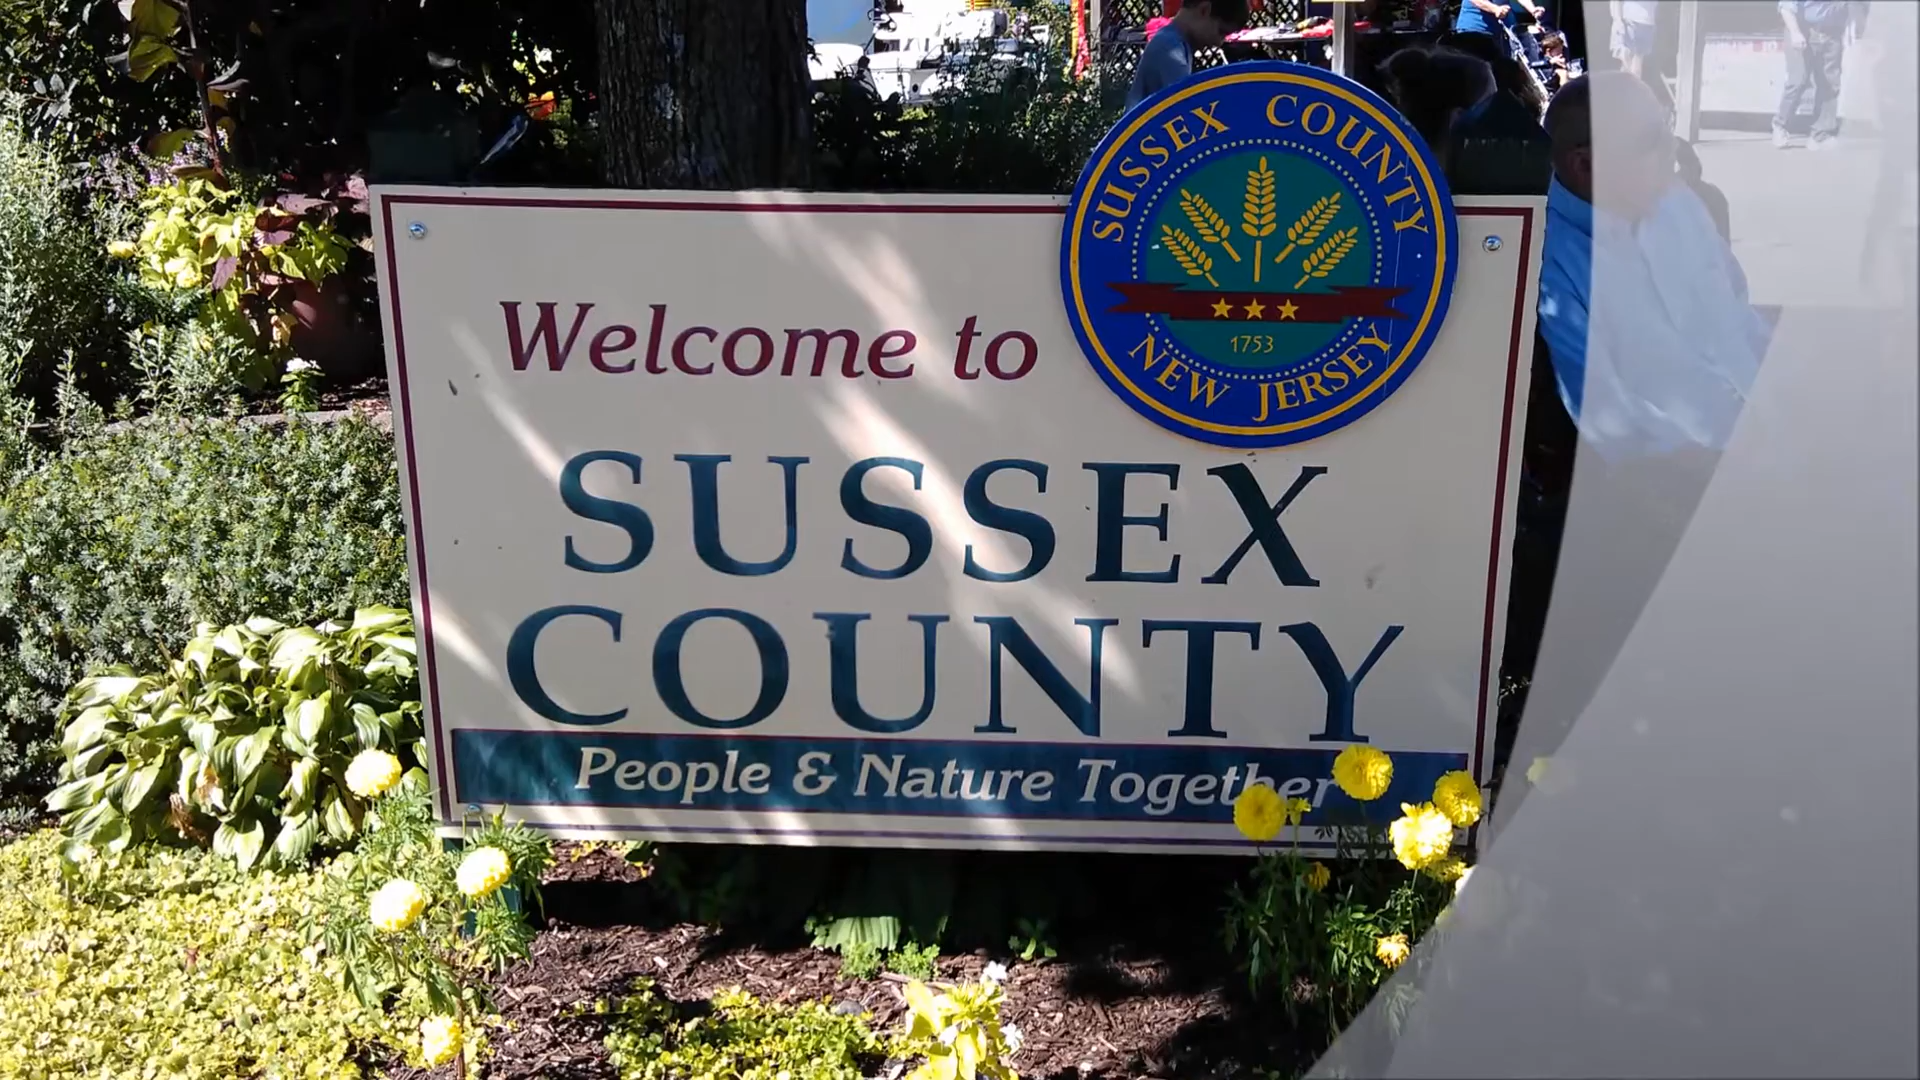 SUSSEX COUNTY
1753
NEW JERSEY
Welcome to
SUSSEX
COUNTY
People & Nature Together